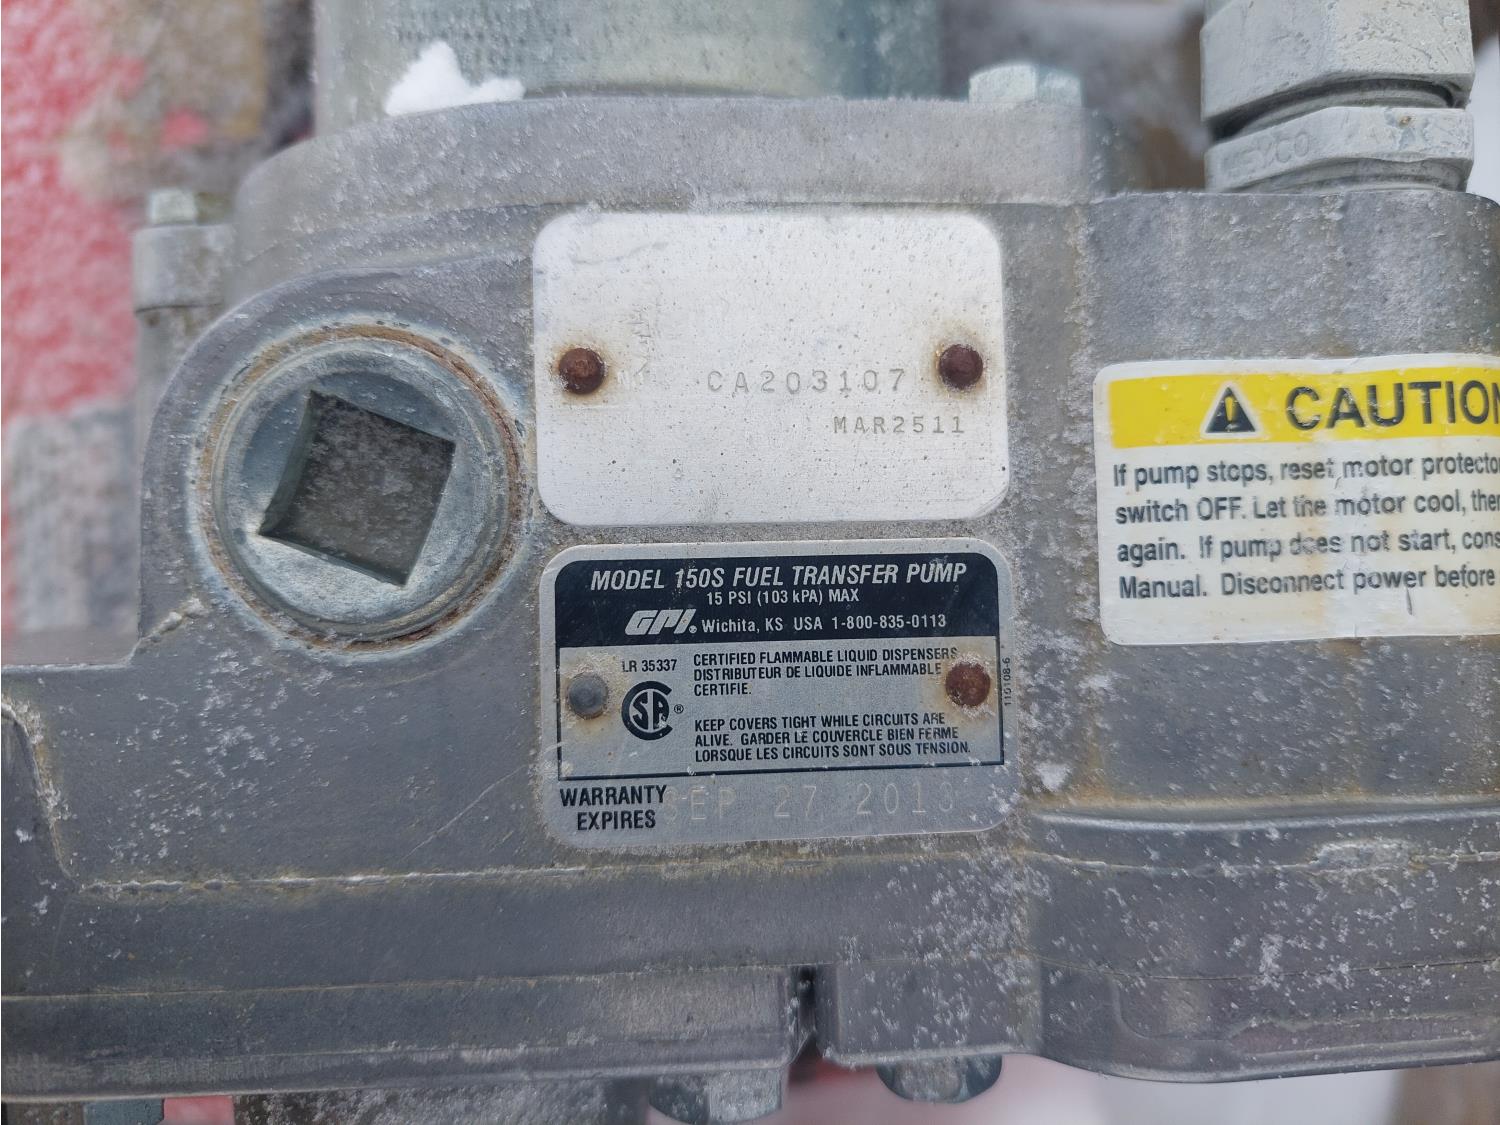 CA203107
MAR2511
MODEL 150S FUEL TRANSFER PUMP
15 PSI (103 kPA) MAX
GPI® Wichita, KS USA 1-800-835-0113
LR 35337
CERTIFIED FLAMMABLE LIQUID DISPENSERS
DISTRIBUTEUR DE LIQUIDE INFLAMMABLE
CERTIFIE.
SA ®
KEEP COVERS TIGHT WHILE CIRCUITS ARE
ALIVE. GARDER LE COUVERCLE BIEN FERME
LORSQUE LES CIRCUITS SONT SOUS TENSION.
110108-6
WARRANTY
EXPIRES
SEP 27 2013
CAUTION
If pump stops, reset motor protector
switch OFF. Let the motor cool, then
again. If pump does not start, cons
Manual. Disconnect power before